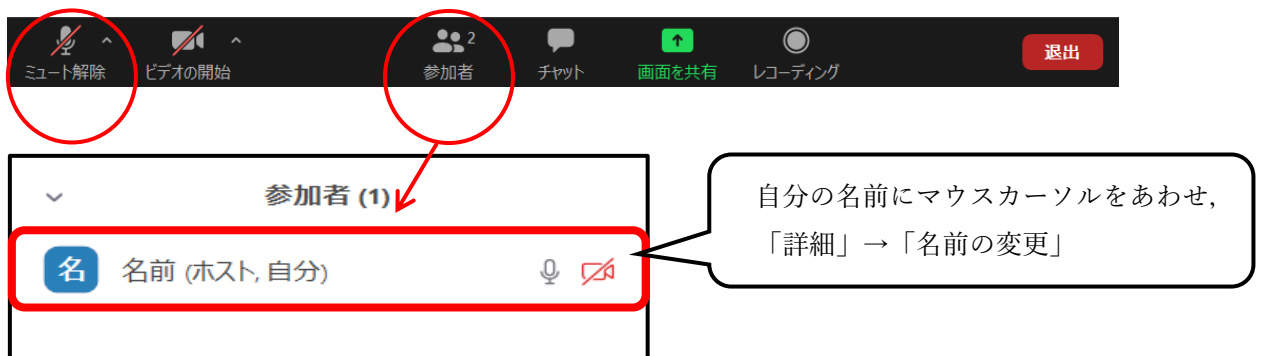 ミュート解除 ビデオの開始 参加者 2 チャット 画面を共有 レコーディング 退出
参加者 (1)
名 名前 (ホスト, 自分)
自分の名前にマウスカーソルをあわせ,
「詳細」→「名前の変更」